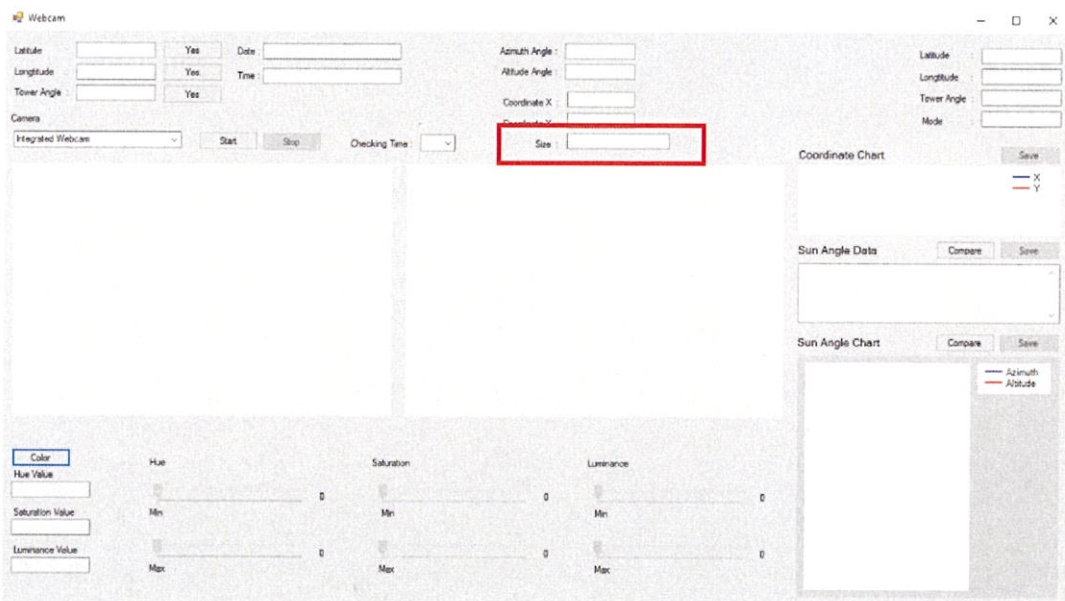 Webcam
Latitule : Yes Date : Azimuth Angle : Latitude :
Longtitude : Yes Time : Altitude Angle : Longtitude :
Tower Angle : Yes Coordinate X : Tower Angle :
Camera Coordinate Y Mode :
Integrated Webcam Start Stop Checking Time : Size :
Coordinate Chart Save
X
Y
Sun Angle Data Compare Save
Sun Angle Chart Compare Save
Azimuth
Altitude
Color
Hue Saturation Luminance
Hue Value
0 0 0
Saturation Value Min Min Min
Luminance Value
0 0 0
Max Max Max